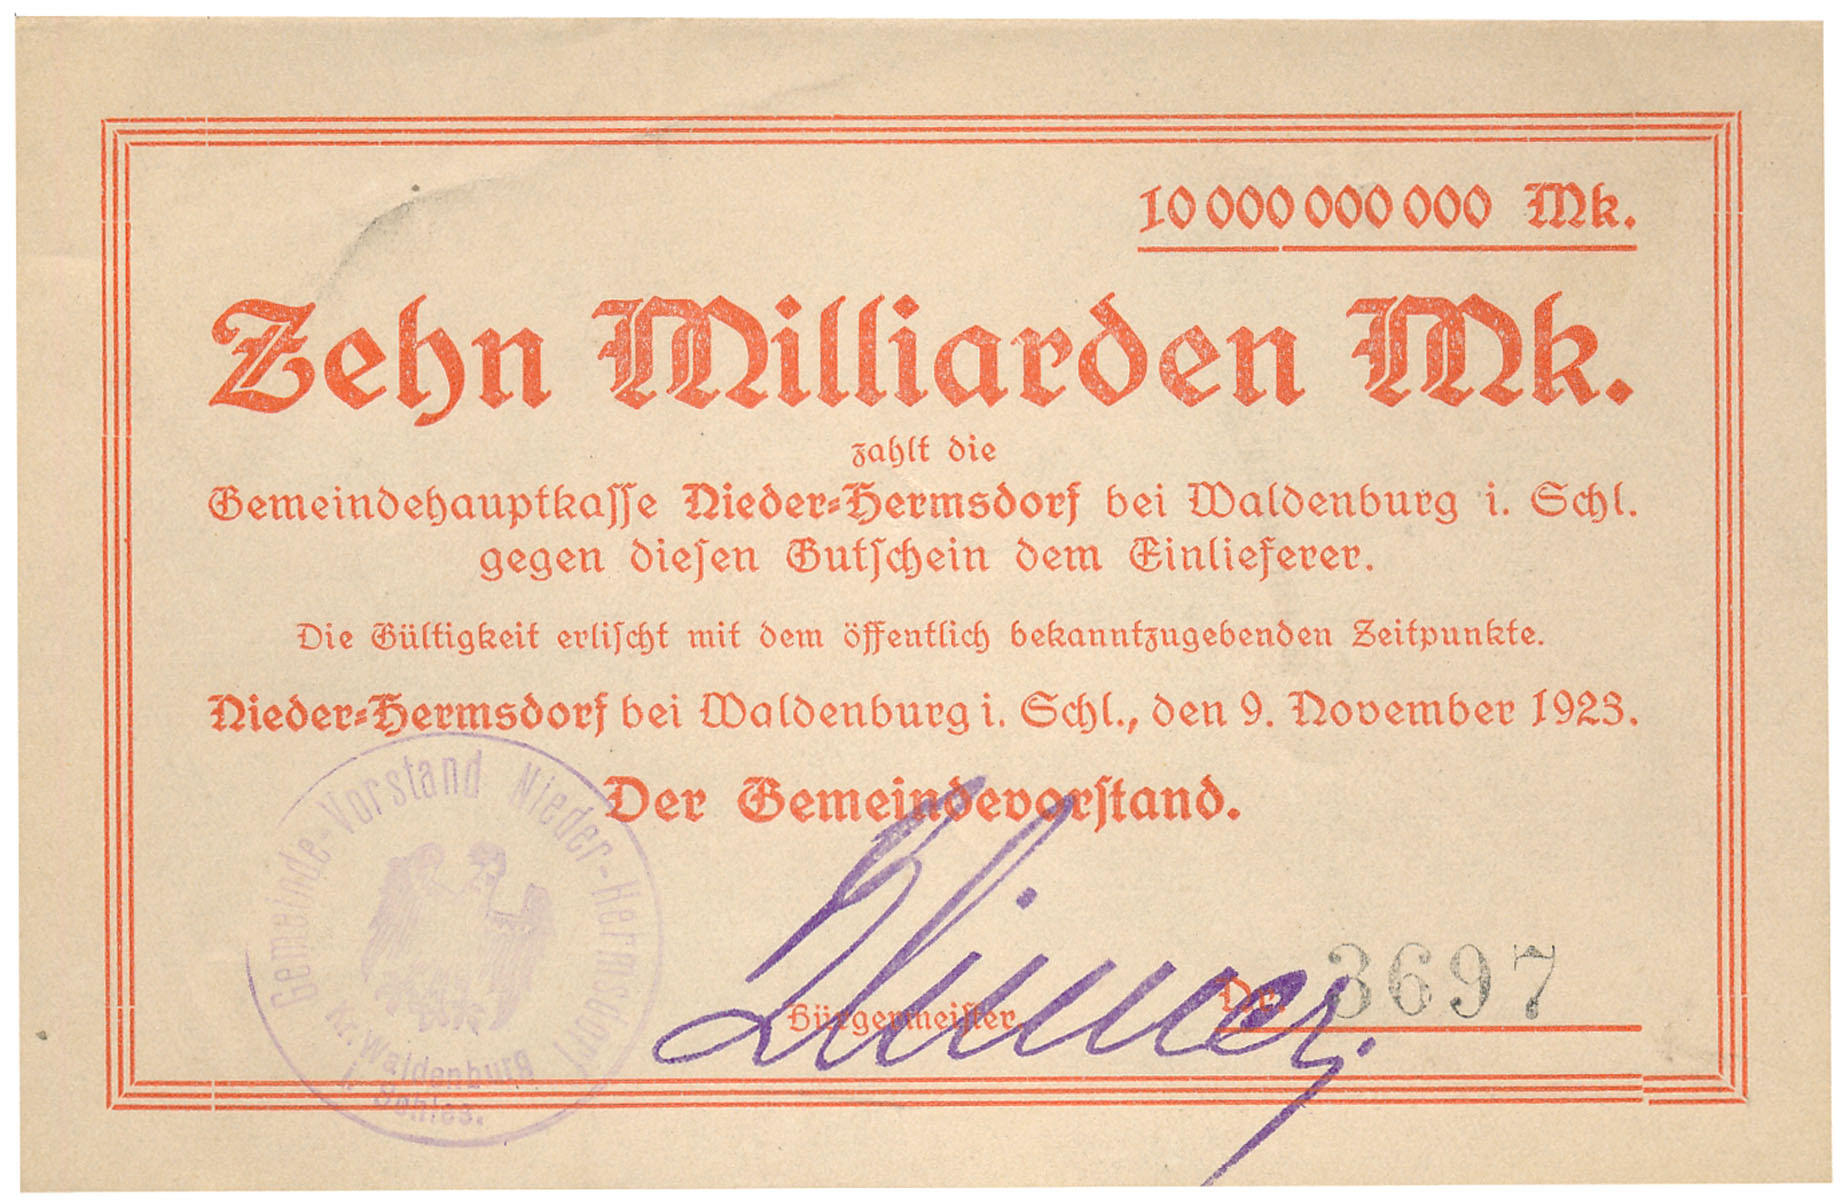 10 000 000 000 Mk.
Zehn Milliarden Mk.
zahlt die
Gemeindehauptkasse Nieder-Hermsdorf bei Waldenburg i. Schl.
gegen diesen Gutschein dem Einlieferer.
Die Gültigkeit erlischt mit dem öffentlich bekanntzugebenden Zeitpunkte.
Nieder-Hermsdorf bei Waldenburg i. Schl., den 9. November 1923.
Der Gemeindevorstand.
Gemeinde-Vorstand Nieder-Hermsdorf
Kr. Waldenburg
i. Schles.
Bürgermeister.
Nr. 3697